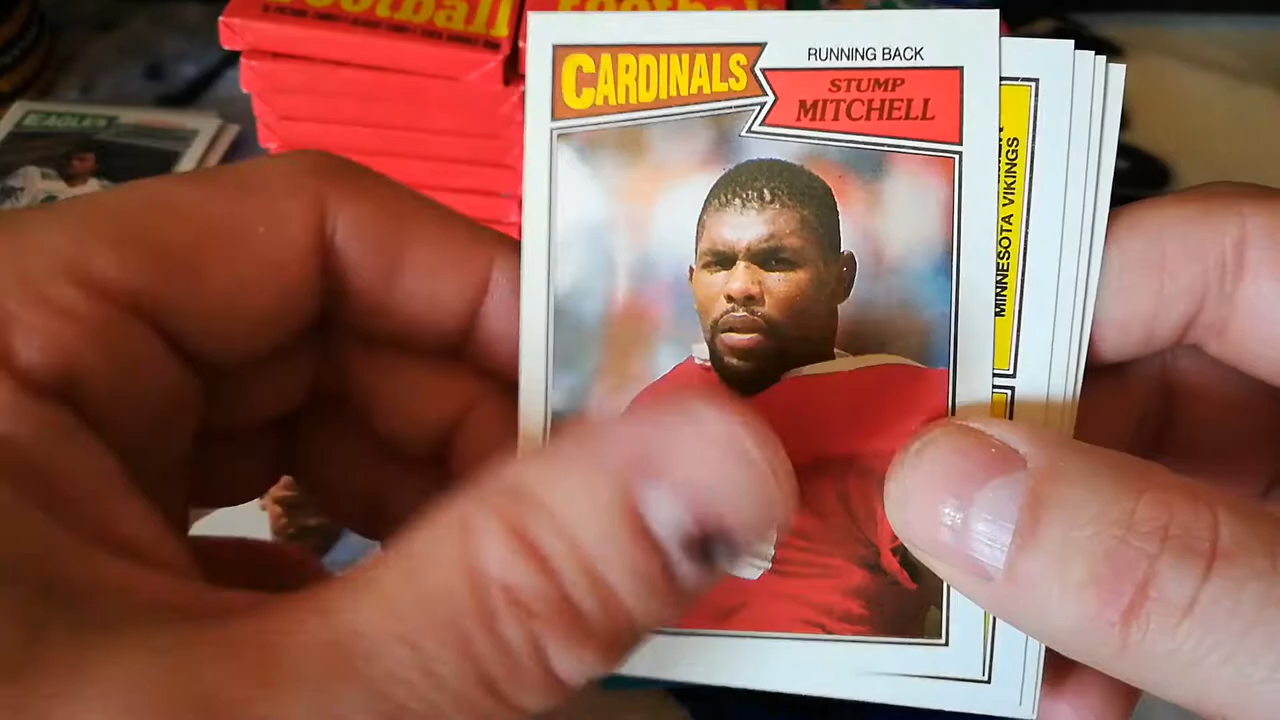 Football
CARDINALS
RUNNING BACK
STUMP
MITCHELL
EAGLES
MINNESOTA VIKINGS